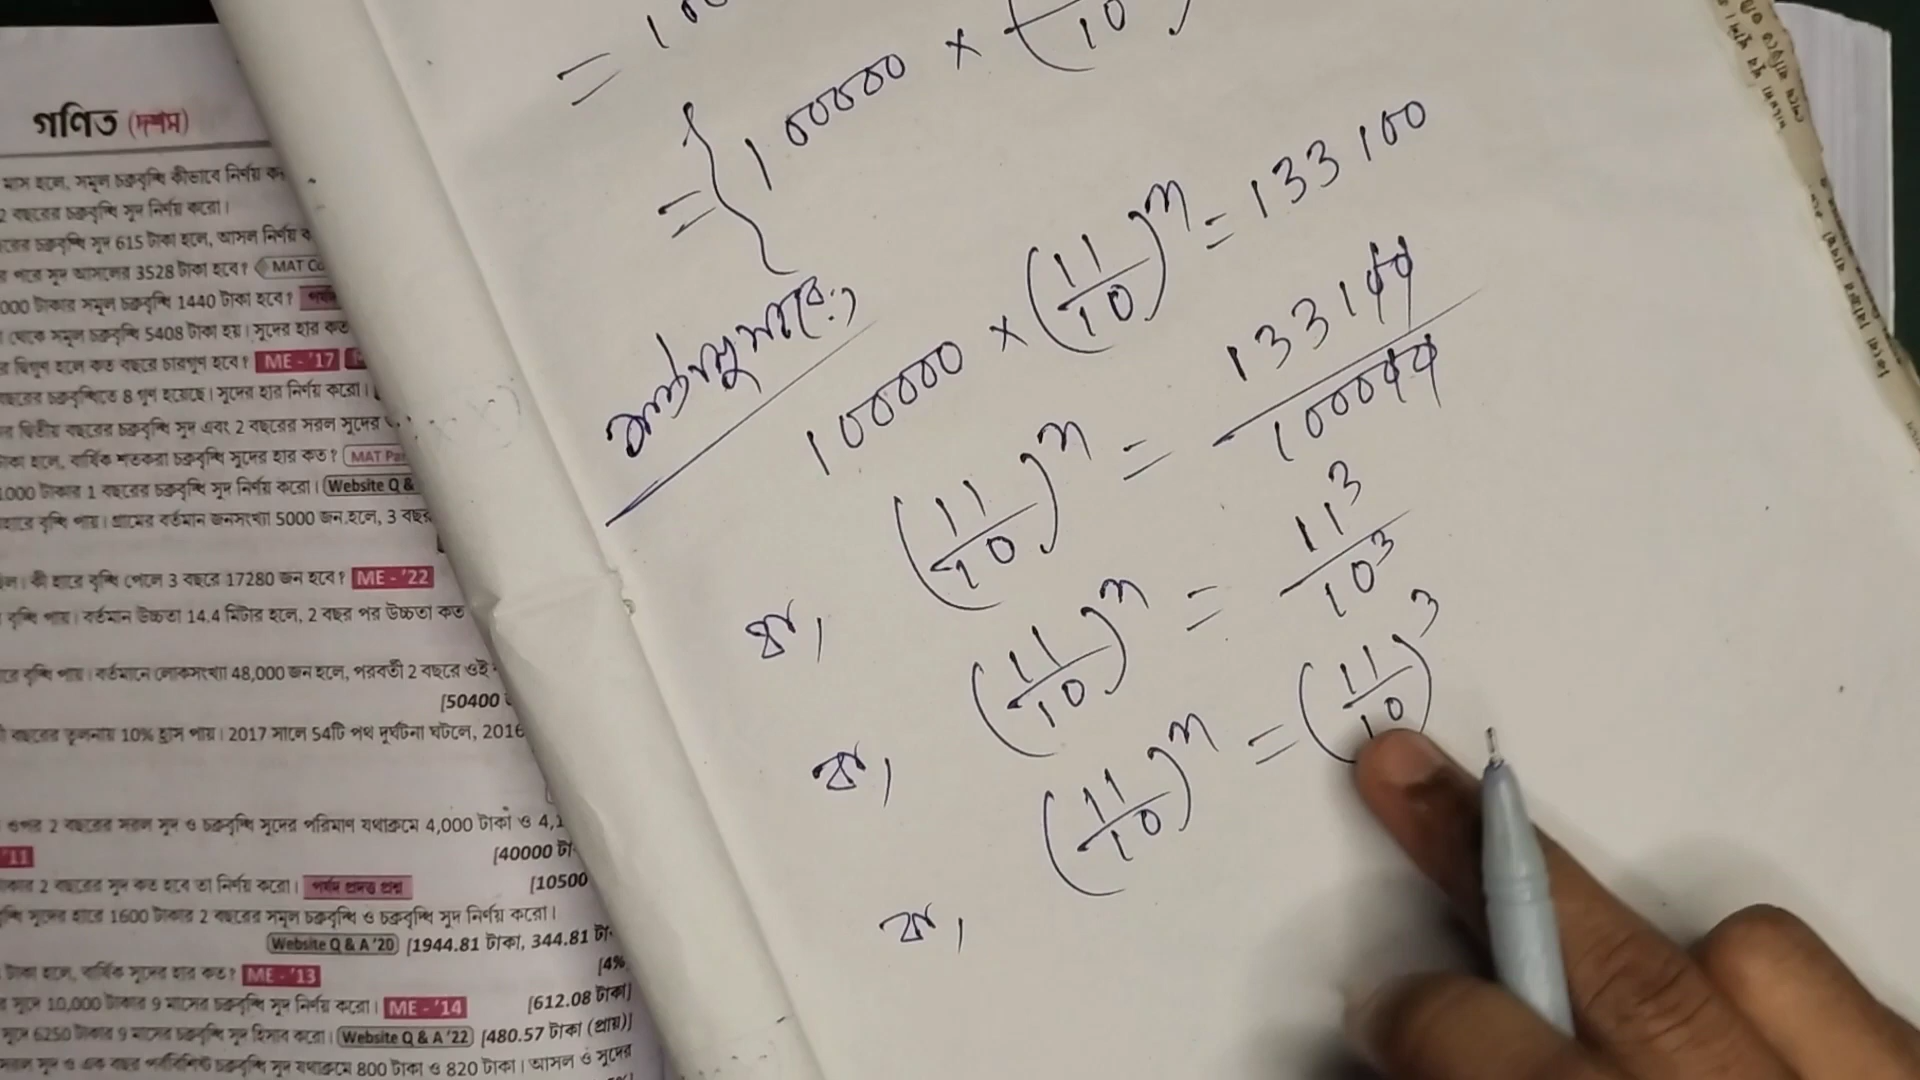 গণিত (দশম)
মাস হলে, সমূল চক্রবৃদ্ধি কীভাবে নির্ণয়
2 বছরের চক্রবৃদ্ধি সুদ নির্ণয় করো।
চক্রবৃদ্ধি সুদ 615 টাকা হলে, আসল নির্ণয়
পরে সুদ আসলের 3528 টাকা হবে? MAT
000 টাকার সমূল চক্রবৃদ্ধি 1440 টাকা হবে?
থেকে সমূল চক্রবৃদ্ধি 5408 টাকা হয়। সুদের হার কত
দ্বিগুণ হলে কত বছরে চারগুণ হবে? ME - '17
বছরের চক্রবৃদ্ধিতে 8 গুণ হয়েছে। সুদের হার নির্ণয় করো।
দ্বিতীয় বছরের চক্রবৃদ্ধি সুদ এবং 2 বছরের সরল সুদের
টাকা হলে, বার্ষিক শতকরা চক্রবৃদ্ধি সুদের হার কত? MAT
000 টাকার 1 বছরের চক্রবৃদ্ধি সুদ নির্ণয় করো। Website Q &
হারে বৃদ্ধি পায়। গ্রামের বর্তমান জনসংখ্যা 5000 জন হলে, 3 বছর
কী হারে বৃদ্ধি পেলে 3 বছরে 17280 জন হবে? ME - '22
বৃদ্ধি পায়। বর্তমান উচ্চতা 14.4 মিটার হলে, 2 বছর পর উচ্চতা কত
বৃদ্ধি পায়। বর্তমানে লোকসংখ্যা 48,000 জন হলে, পরবর্তী 2 বছরে ওই
[50400
বছরের তুলনায় 10% হ্রাস পায়। 2017 সালে 54টি পথ দুর্ঘটনা ঘটলে, 2016
ওপর 2 বছরের সরল সুদ ও চক্রবৃদ্ধি সুদের পরিমাণ যথাক্রমে 4,000 টাকা ও
'11 [40000
2 বছরের সুদ কত হবে তা নির্ণয় করো। পর্ষদ প্রদত্ত প্রশ্ন [10500
সুদের হারে 1600 টাকার 2 বছরের সমূল চক্রবৃদ্ধি ও চক্রবৃদ্ধি সুদ নির্ণয় করো।
Website Q & A '20 [1944.81 টাকা, 344.81
[4%
টাকা হলে, বার্ষিক সুদের হার কত? ME - '13
সুদে 10,000 টাকার 9 মাসের চক্রবৃদ্ধি সুদ নির্ণয় করো। ME - '14 [612.08 টাকা]
সুদে 6250 টাকার 9 মাসের চক্রবৃদ্ধি সুদ হিসাব করো। Website Q & A '22 [480.57 টাকা (প্রায়)]
যথাক্রমে 800 টাকা ও 820 টাকা। আসল ও সুদের
= { 100000 × (
শর্তানুসারে,
100000 × (11/10)^n = 133100
(11/10)^n = 133100/100000
বা, (11/10)^n = 11^3/10^3
বা, (11/10)^n = (11/10)^3
বা,